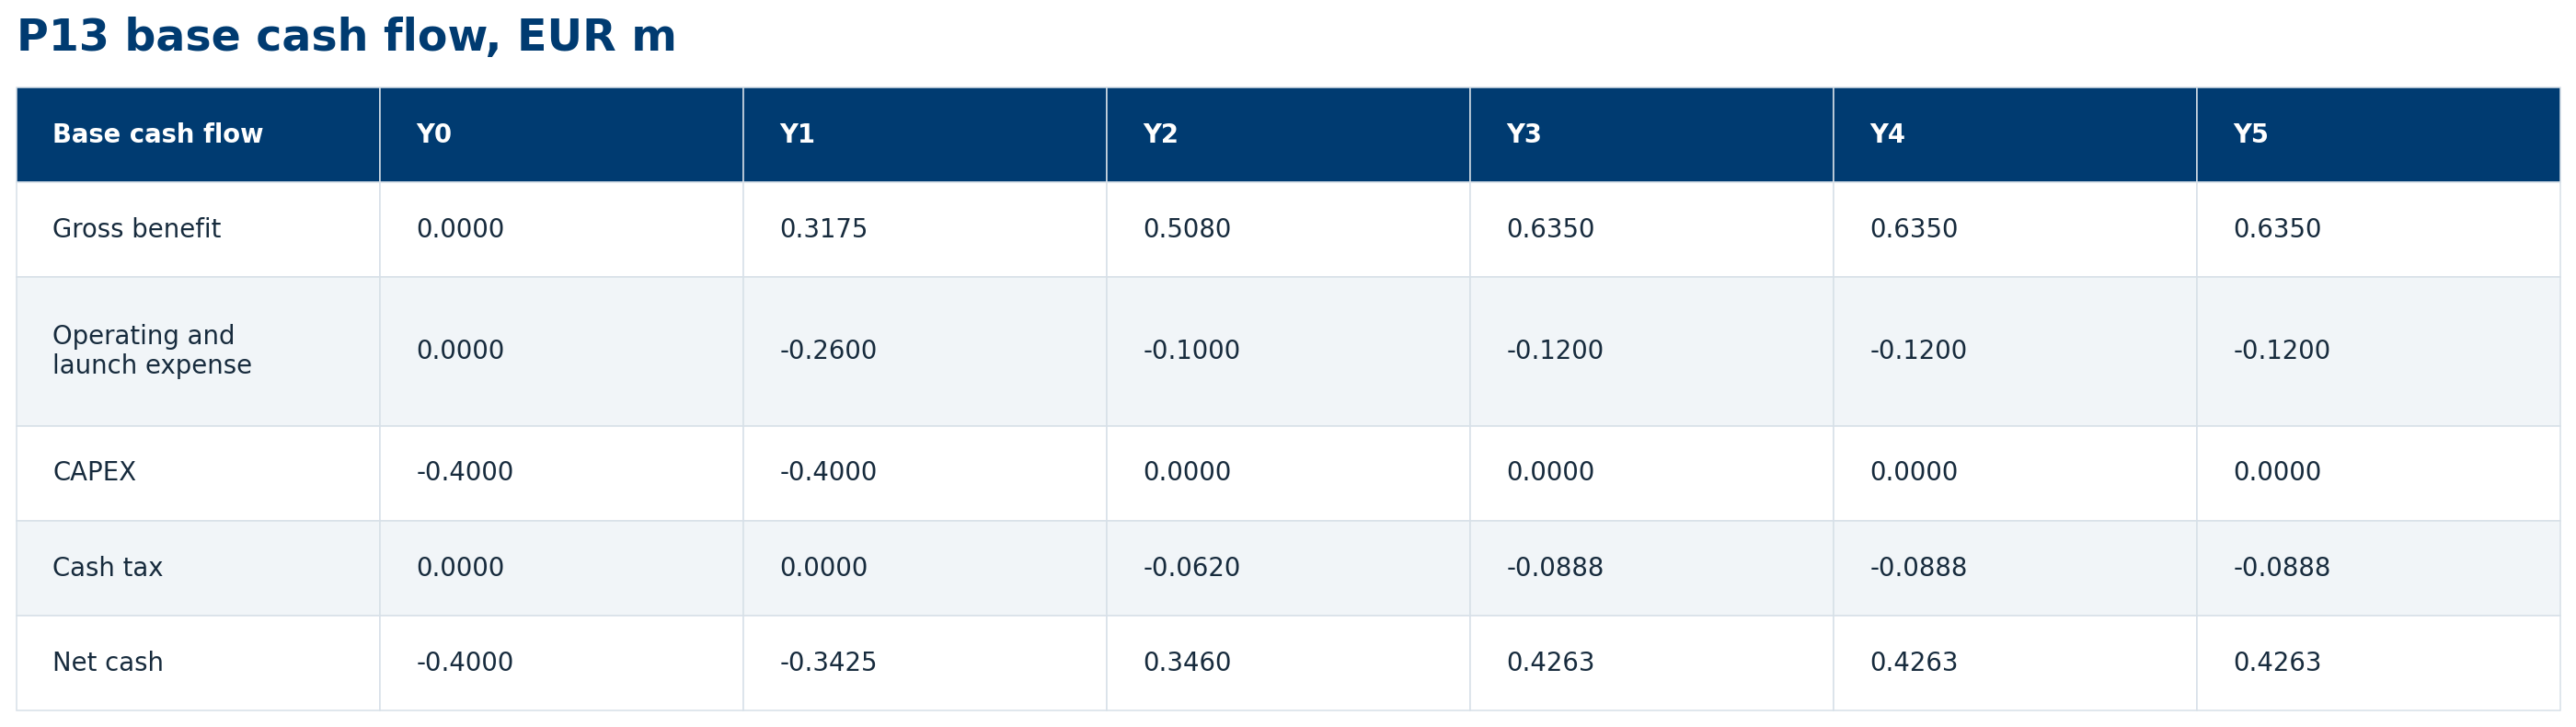 P13 base cash flow, EUR m
Base cash flow Y0 Y1 Y2 Y3 Y4 Y5
Gross benefit 0.0000 0.3175 0.5080 0.6350 0.6350 0.6350
Operating and
launch expense 0.0000 -0.2600 -0.1000 -0.1200 -0.1200 -0.1200
CAPEX -0.4000 -0.4000 0.0000 0.0000 0.0000 0.0000
Cash tax 0.0000 0.0000 -0.0620 -0.0888 -0.0888 -0.0888
Net cash -0.4000 -0.3425 0.3460 0.4263 0.4263 0.4263